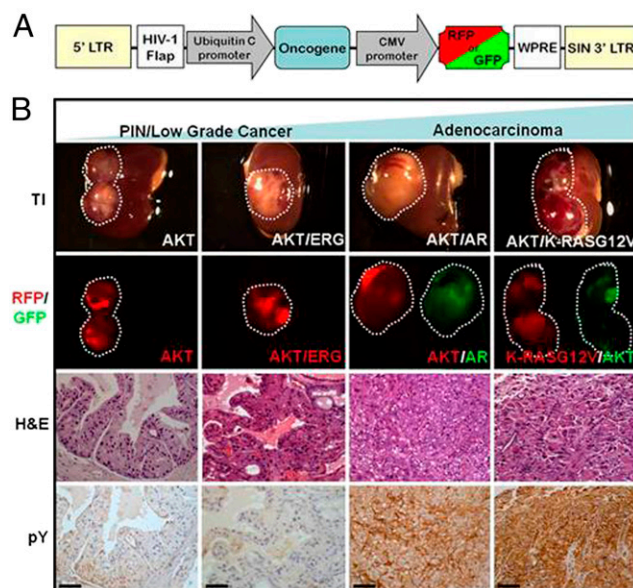 A
5' LTR
HIV-1
Flap
Ubiquitin C
promoter
Oncogene
CMV
promoter
RFP
or
GFP
WPRE
SIN 3' LTR
B
PIN/Low Grade Cancer
Adenocarcinoma
TI
AKT
AKT/ERG
AKT/AR
AKT/K-RASG12V
RFP/
GFP
AKT
AKT/ERG
AKT/AR
K-RASG12V/AKT
H&E
pY